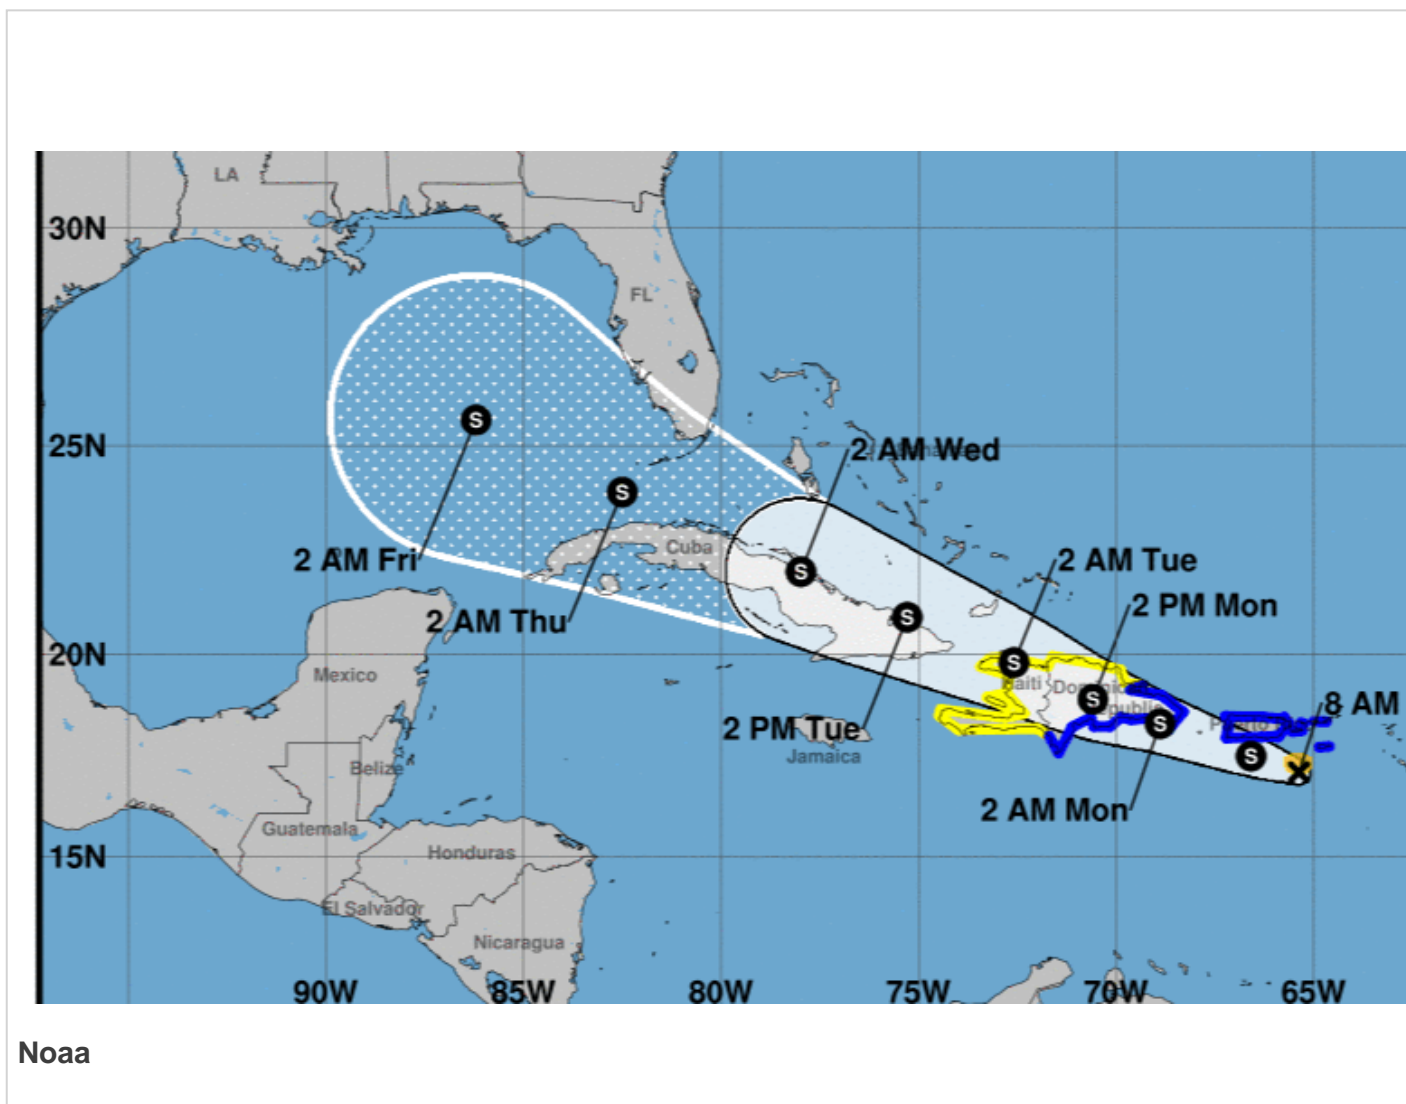 LA
30N
FL
25N
2 AM Wed
2 AM Fri
Cuba
2 AM Tue
2 PM Mon
2 AM Thu
20N
Mexico
Haiti
8 AM
2 PM Tue
Jamaica
Belize
2 AM Mon
Guatemala
Honduras
15N
El Salvador
Nicaragua
90W 85W 80W 75W 70W 65W
S
S
S
S
S
S
S
S
Noaa